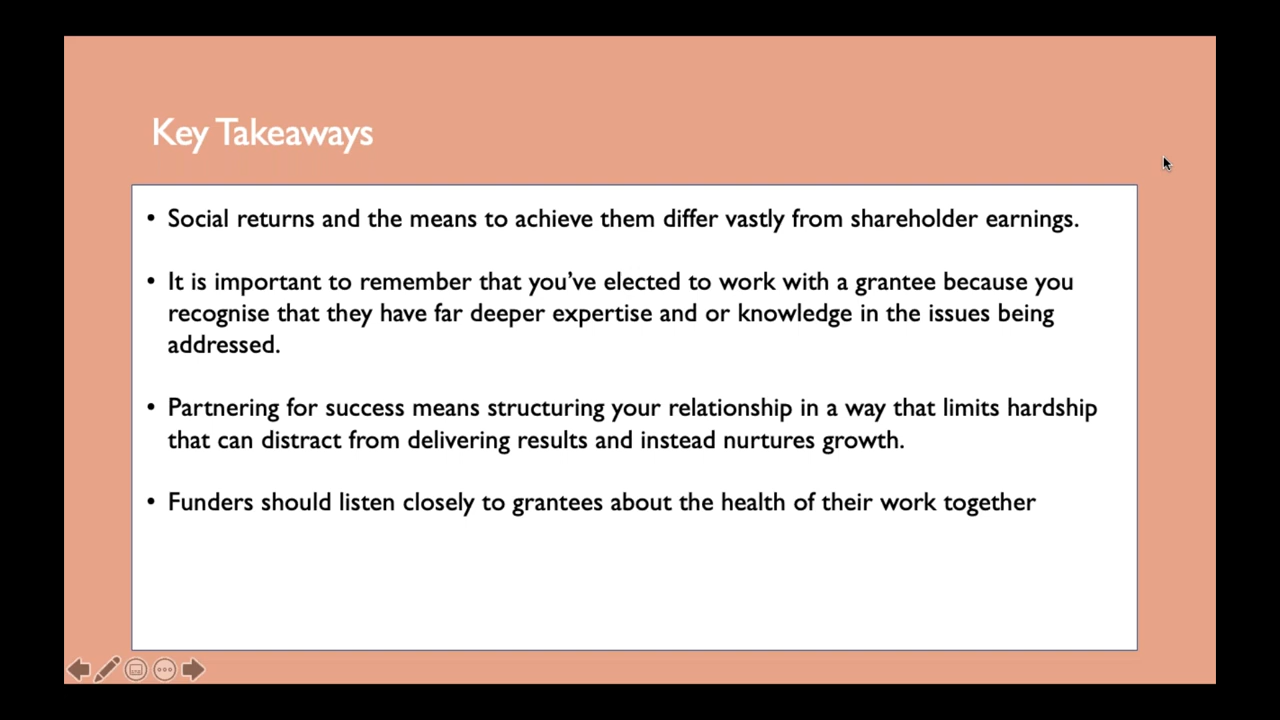 Key Takeaways
• Social returns and the means to achieve them differ vastly from shareholder earnings.
• It is important to remember that you’ve elected to work with a grantee because you
recognise that they have far deeper expertise and or knowledge in the issues being
addressed.
• Partnering for success means structuring your relationship in a way that limits hardship
that can distract from delivering results and instead nurtures growth.
• Funders should listen closely to grantees about the health of their work together